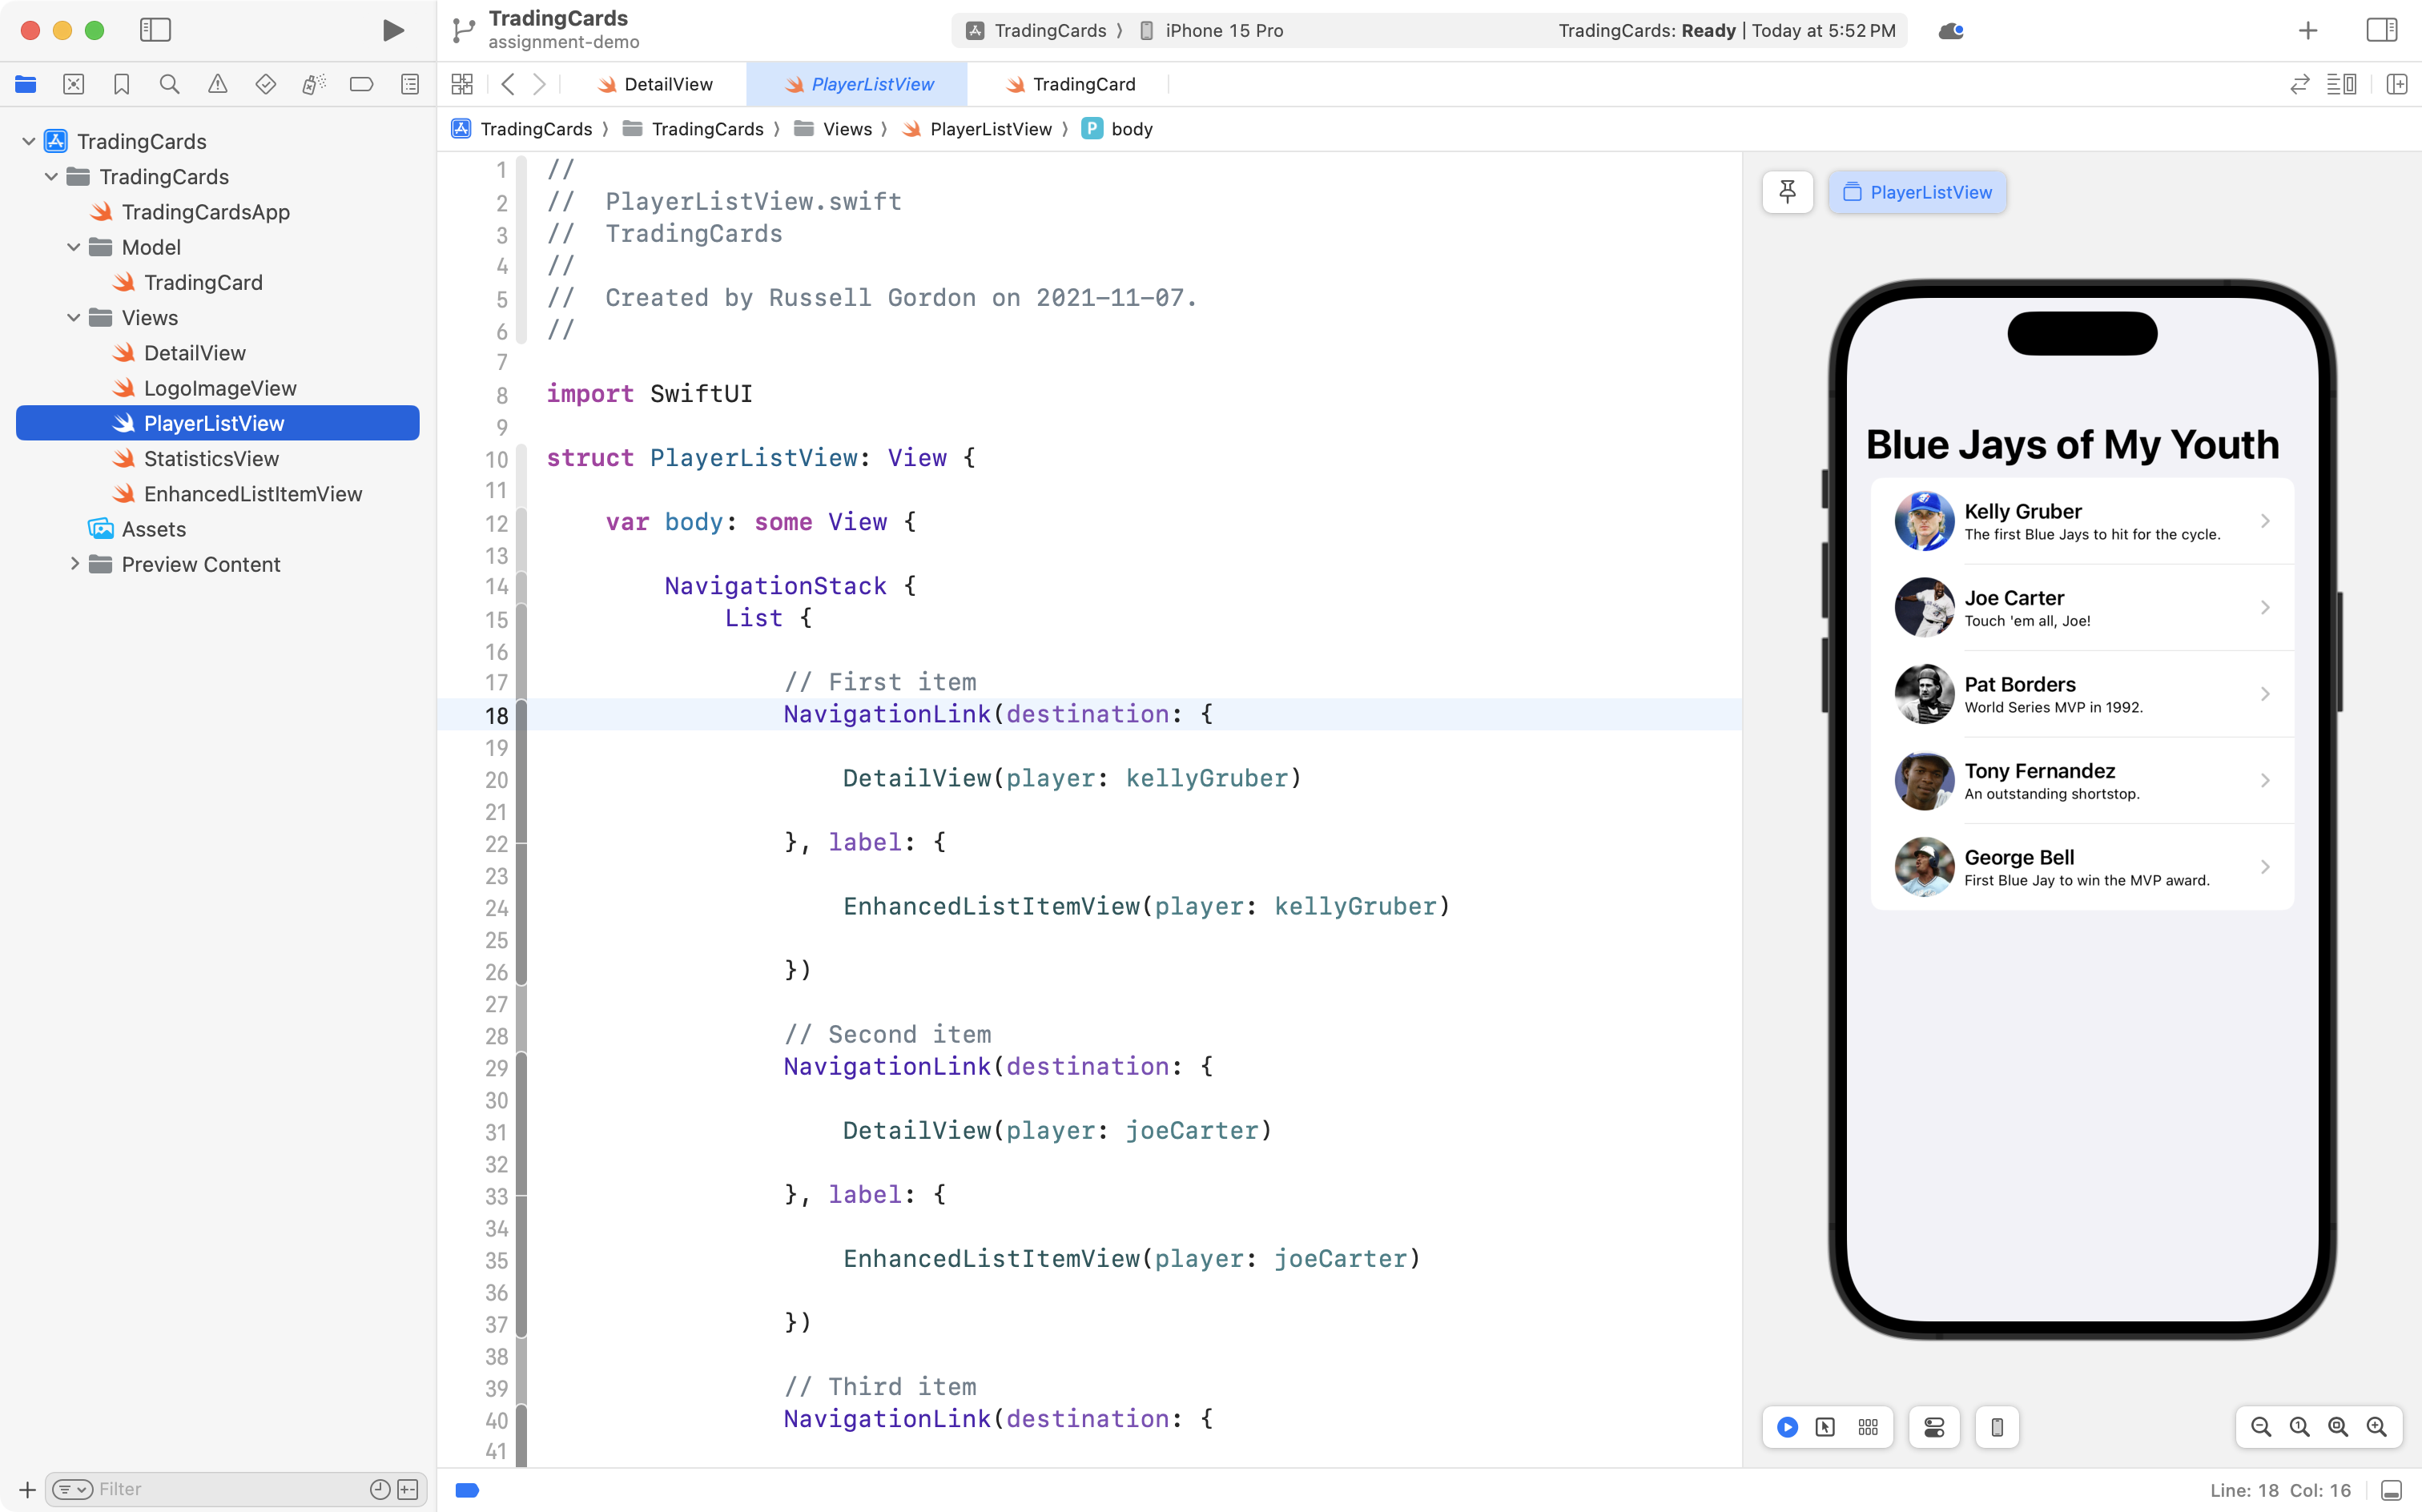 TradingCards
assignment-demo
TradingCards ⟩ iPhone 15 Pro
TradingCards: Ready | Today at 5:52 PM
DetailView
PlayerListView
TradingCard
TradingCards ⟩ TradingCards ⟩ Views ⟩ PlayerListView ⟩ P body
TradingCards
TradingCards
TradingCardsApp
Model
TradingCard
Views
DetailView
LogoImageView
PlayerListView
StatisticsView
EnhancedListItemView
Assets
Preview Content
Filter
1 //
2 //  PlayerListView.swift
3 //  TradingCards
4 //
5 //  Created by Russell Gordon on 2021-11-07.
6 //
7
8 import SwiftUI
9
10 struct PlayerListView: View {
11
12     var body: some View {
13
14         NavigationStack {
15             List {
16
17                 // First item
18                 NavigationLink(destination: {
19
20                     DetailView(player: kellyGruber)
21
22                 }, label: {
23
24                     EnhancedListItemView(player: kellyGruber)
25
26                 })
27
28                 // Second item
29                 NavigationLink(destination: {
30
31                     DetailView(player: joeCarter)
32
33                 }, label: {
34
35                     EnhancedListItemView(player: joeCarter)
36
37                 })
38
39                 // Third item
40                 NavigationLink(destination: {
41
PlayerListView
Blue Jays of My Youth
Kelly Gruber
The first Blue Jays to hit for the cycle.
Joe Carter
Touch 'em all, Joe!
Pat Borders
World Series MVP in 1992.
Tony Fernandez
An outstanding shortstop.
George Bell
First Blue Jay to win the MVP award.
Line: 18  Col: 16